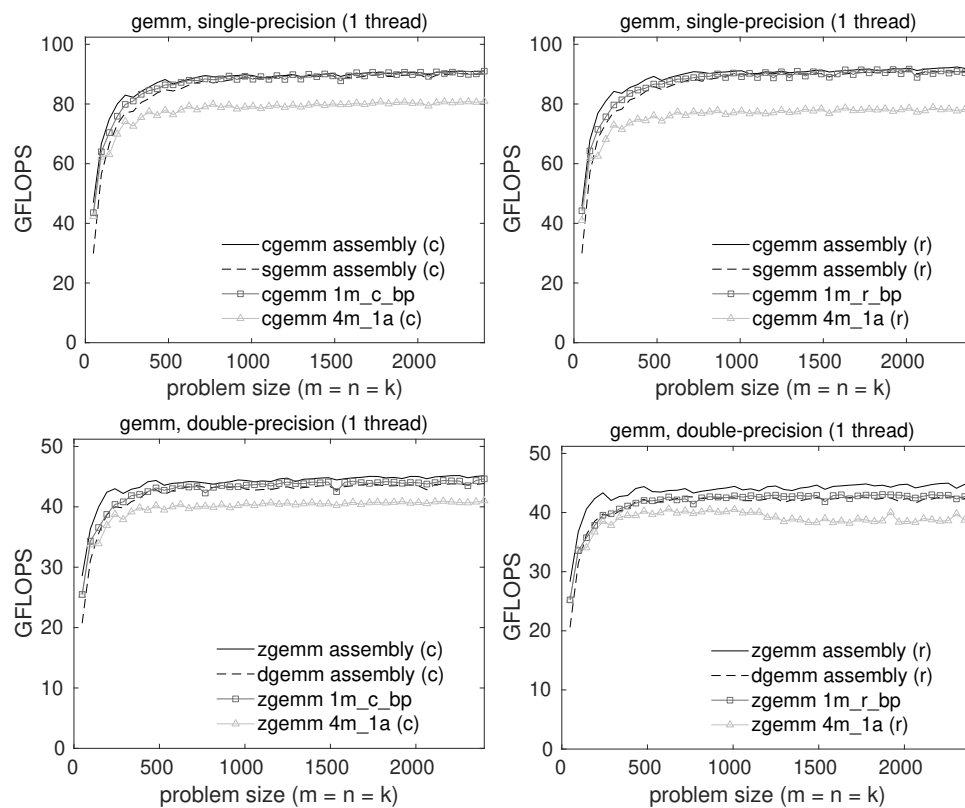 gemm, single-precision (1 thread)
100
80
60
40
20
0
GFLOPS
cgemm assembly (c)
sgemm assembly (c)
cgemm 1m_c_bp
cgemm 4m_1a (c)
0
500
1000
1500
2000
problem size (m = n = k)
gemm, single-precision (1 thread)
100
80
60
40
20
0
GFLOPS
cgemm assembly (r)
sgemm assembly (r)
cgemm 1m_r_bp
cgemm 4m_1a (r)
0
500
1000
1500
2000
problem size (m = n = k)
gemm, double-precision (1 thread)
50
40
30
20
10
0
GFLOPS
zgemm assembly (c)
dgemm assembly (c)
zgemm 1m_c_bp
zgemm 4m_1a (c)
0
500
1000
1500
2000
problem size (m = n = k)
gemm, double-precision (1 thread)
50
40
30
20
10
0
GFLOPS
zgemm assembly (r)
dgemm assembly (r)
zgemm 1m_r_bp
zgemm 4m_1a (r)
0
500
1000
1500
2000
problem size (m = n = k)